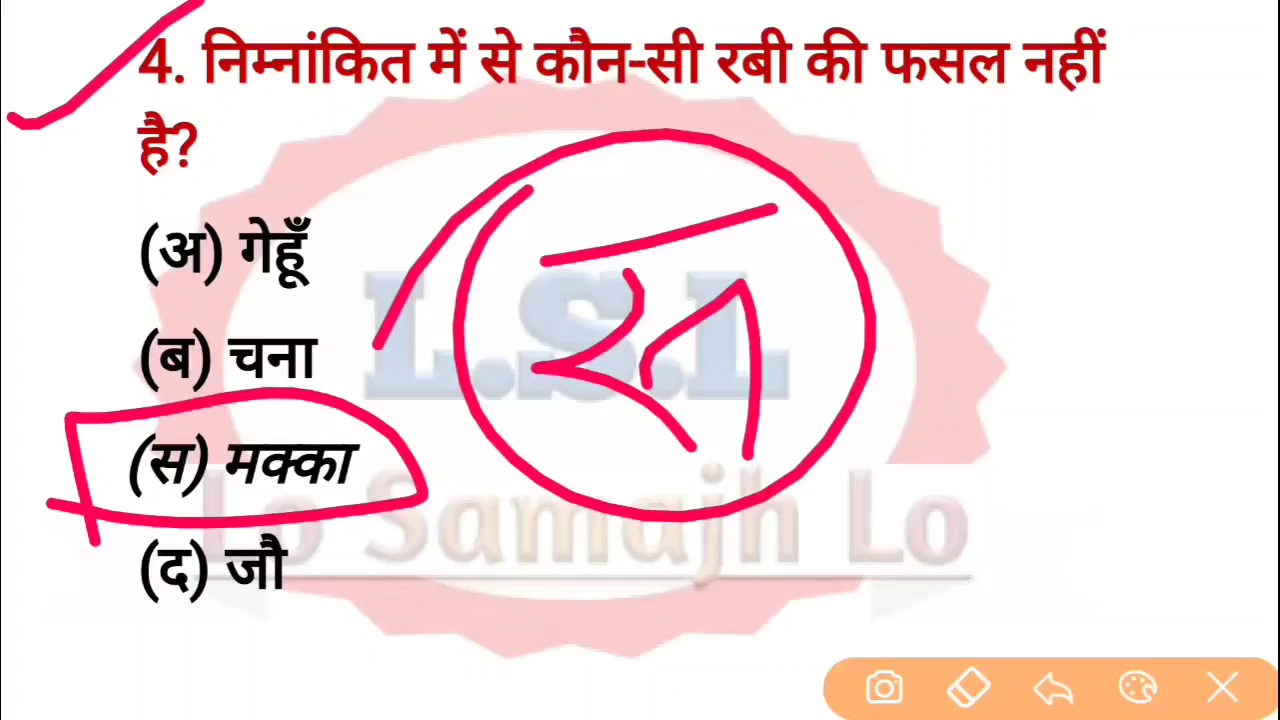 4. निम्नांकित में से कौन-सी रबी की फसल नहीं
है?
(अ) गेहूँ
(ब) चना
(स) मक्का
(द) जौ
L.S.L
Lo Samajh Lo